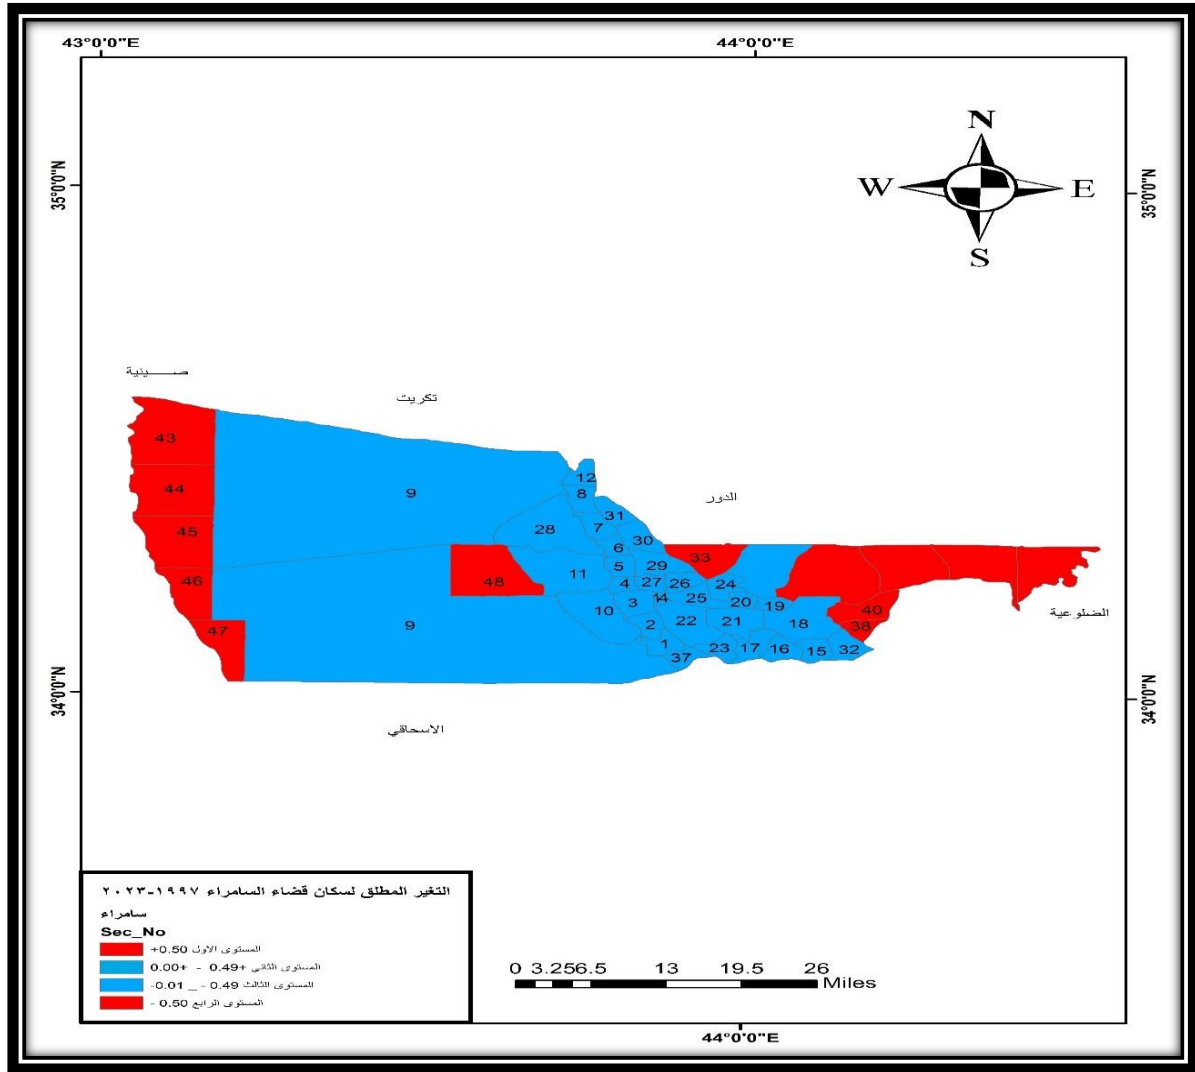 43°0'0"E 44°0'0"E
35°0'0"N 35°0'0"N
N
W E
S
صـــــينية
تكريت
43
44 9 12
8
الدور
45 28 31
7
30
6 33
46 48 11 5 29
4 27 26 24
47 9 10 3 14 25 20 19 40
الضلوعية
2 22 21 18 38
1 23 17 16 15 32
37
34°0'0"N 34°0'0"N
الاسحاقي
التغير المطلق لسكان قضاء السامراء ١٩٩٧-٢٠٢٣
سامراء
Sec_No
المستوى الاول 0.50+
المستوى الثاني +0.49 - +0.00
المستوى الثالث 0.49 - _ 0.01-
المستوى الرابع 0.50 -
0 3.256.5 13 19.5 26
Miles
44°0'0"E